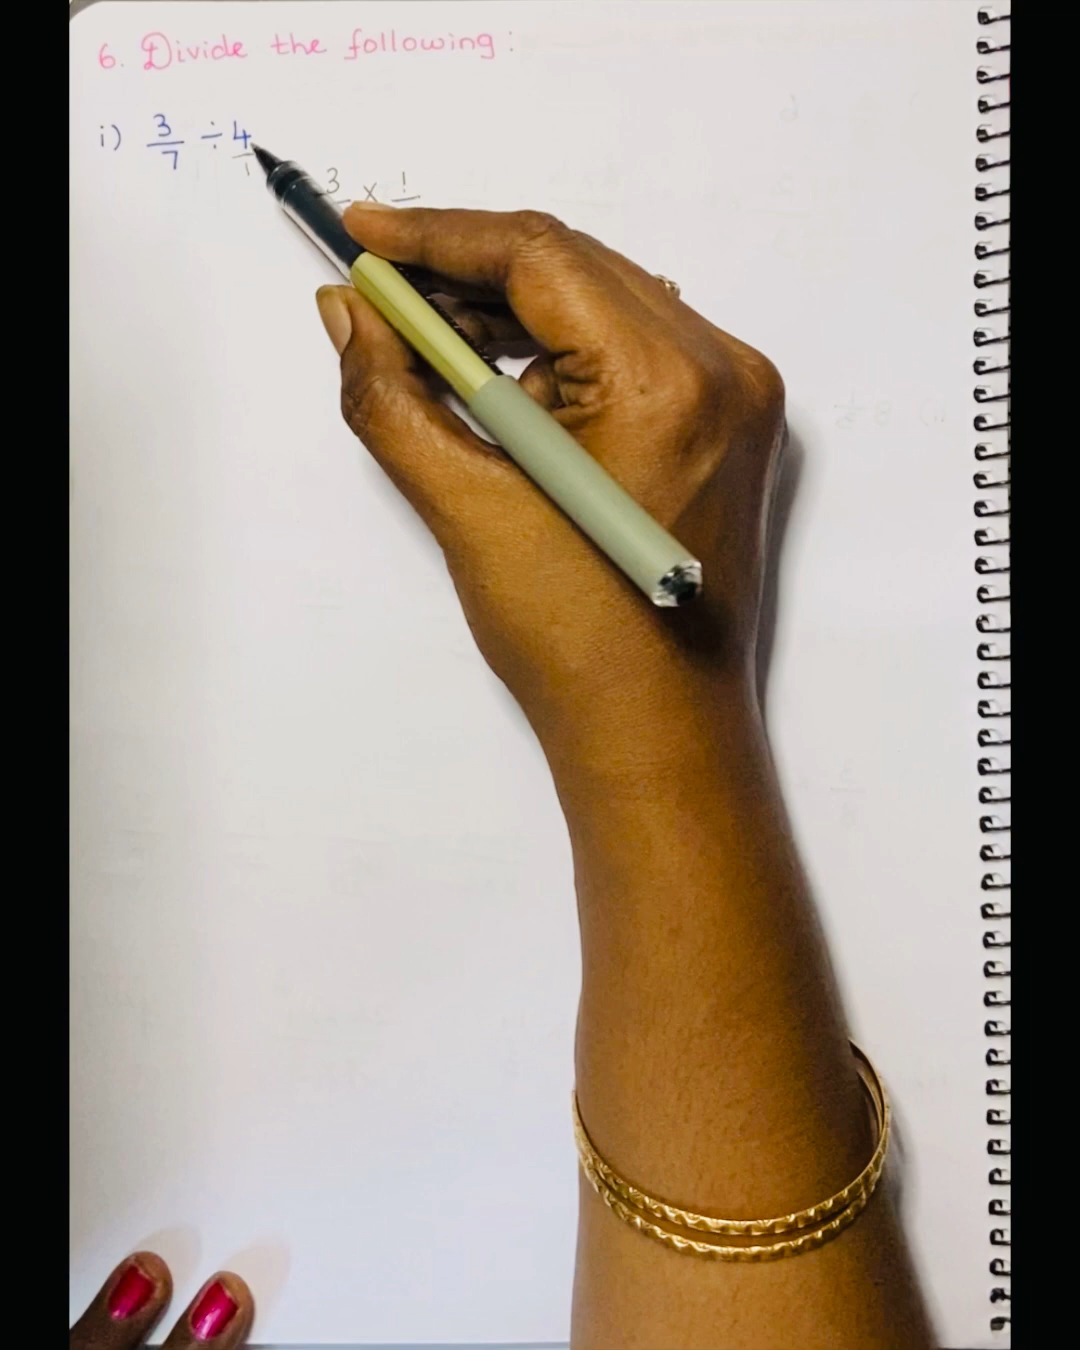 6. Divide the following:
i) 3/7 ÷ 4/1
3 × 1